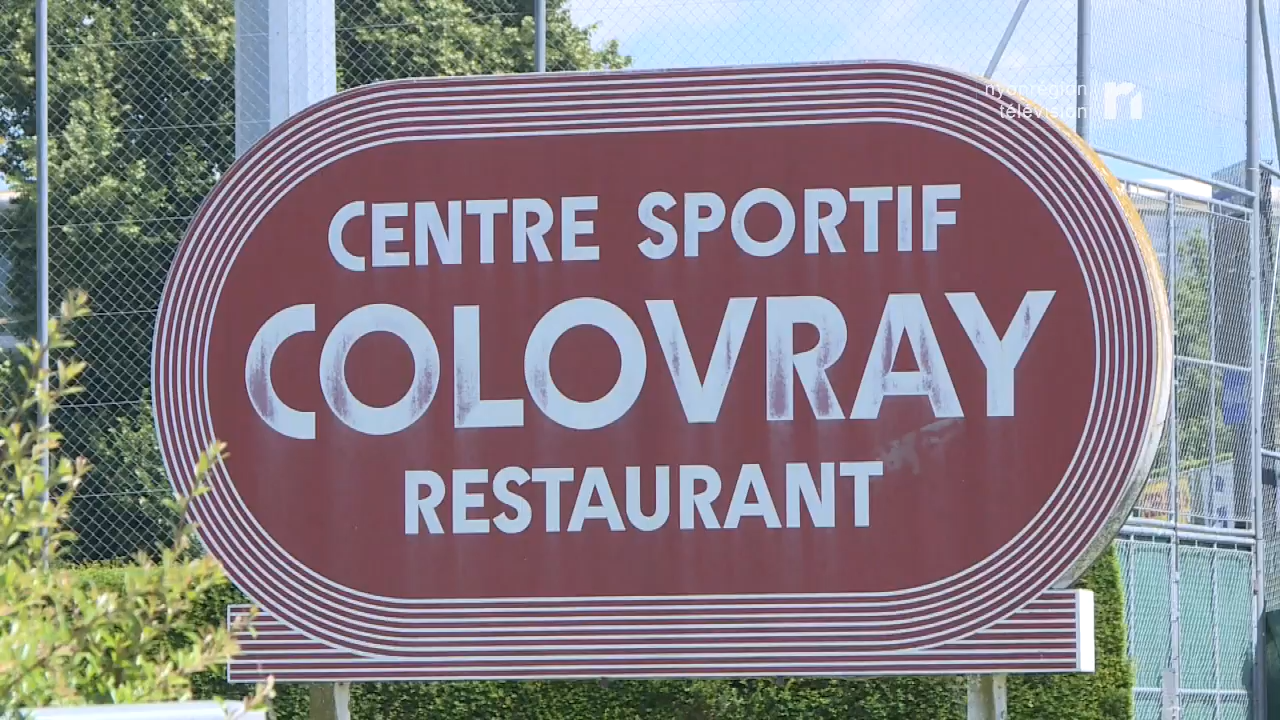 nyonrégion
télévision
CENTRE SPORTIF
COLOVRAY
RESTAURANT